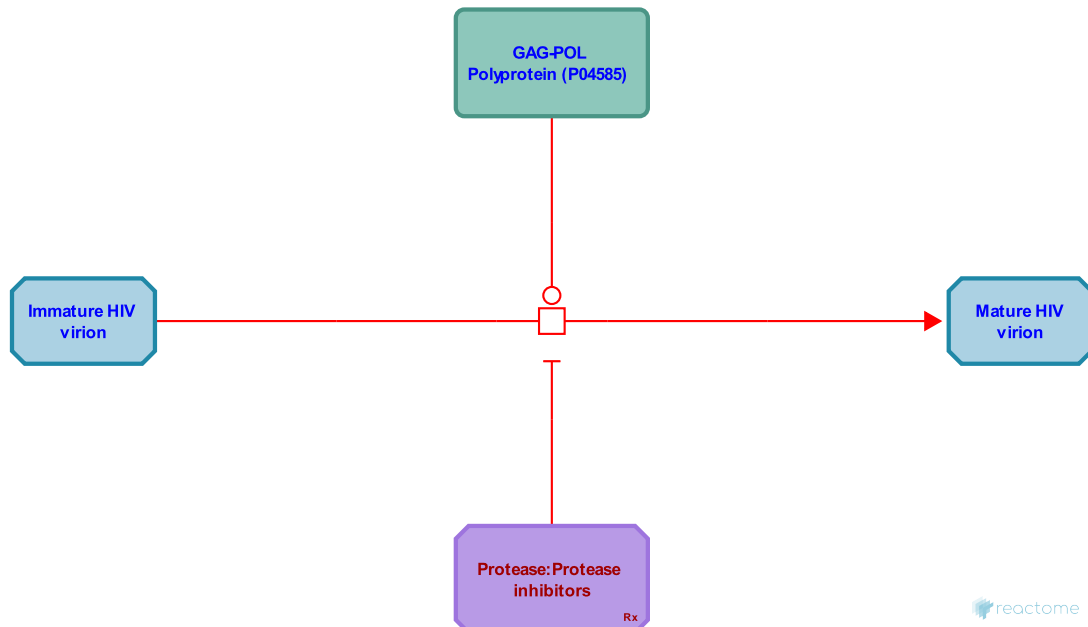 GAG-POL
Polyprotein (P04585)
Immature HIV
virion
Mature HIV
virion
Protease:Protease
inhibitors
Rx
reactome